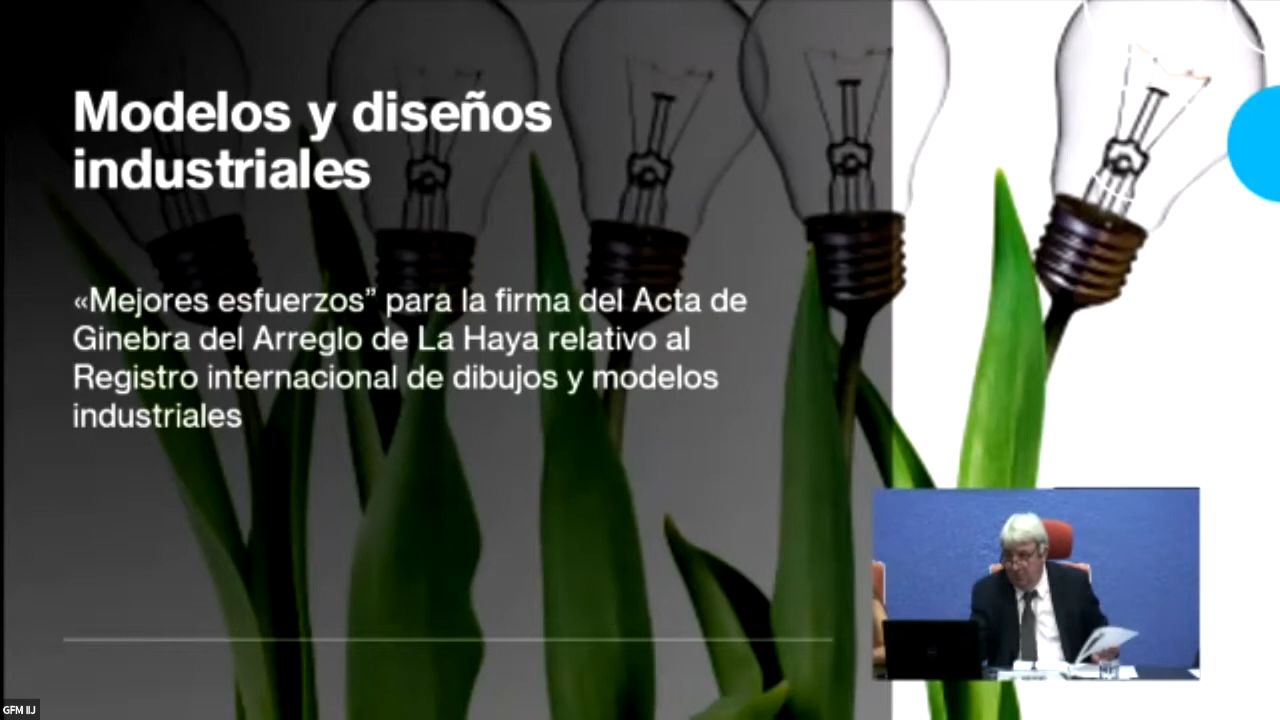 Modelos y diseños
industriales
«Mejores esfuerzos” para la firma del Acta de
Ginebra del Arreglo de La Haya relativo al
Registro internacional de dibujos y modelos
industriales
GFM IIJ